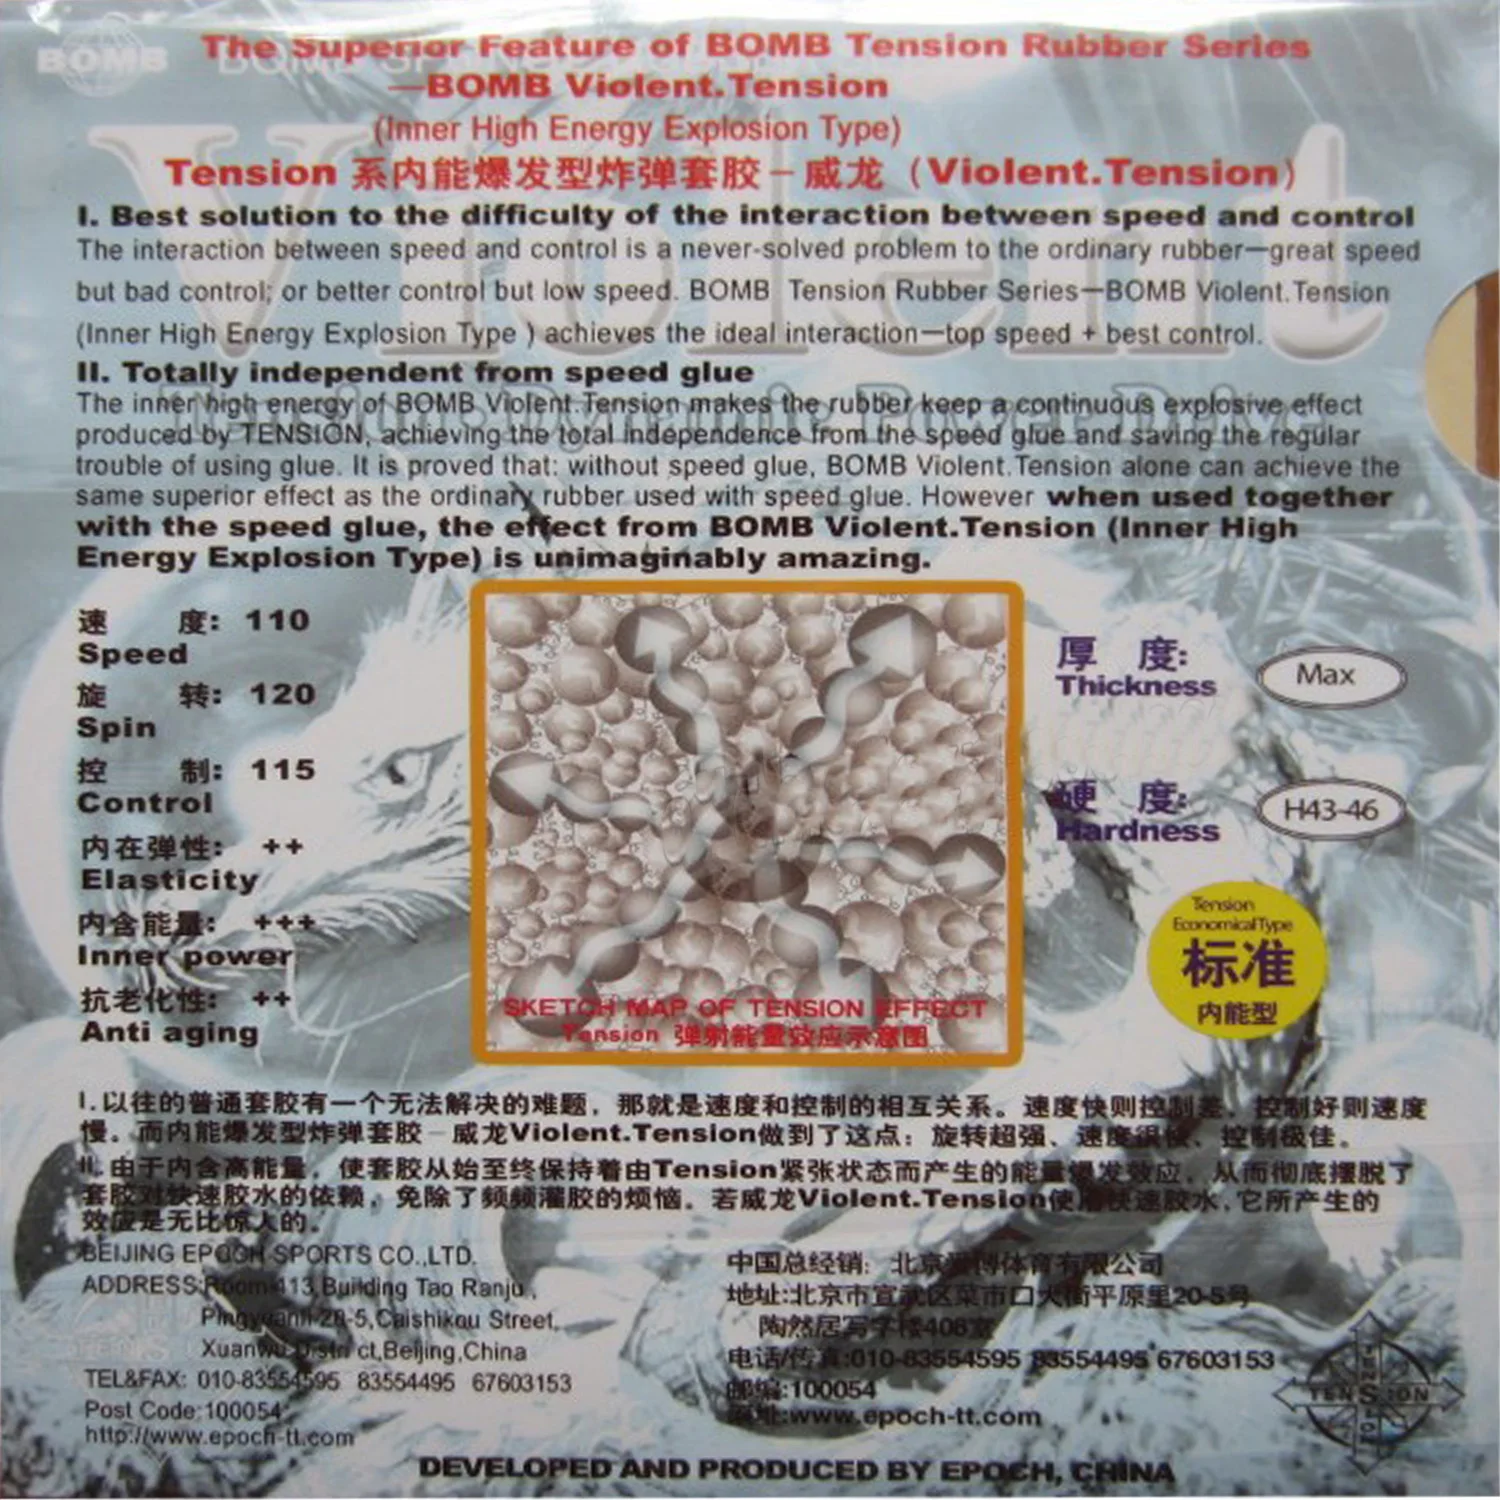 BOMB
The Superior Feature of BOMB Tension Rubber Series
—BOMB Violent.Tension
(Inner High Energy Explosion Type)
Tension 系内能爆发型炸弹套胶－威龙（Violent.Tension）
Violent
I. Best solution to the difficulty of the interaction between speed and control
The interaction between speed and control is a never-solved problem to the ordinary rubber—great speed
but bad control; or better control but low speed. BOMB Tension Rubber Series—BOMB Violent.Tension
(Inner High Energy Explosion Type ) achieves the ideal interaction—top speed + best control.
II. Totally independent from speed glue
The inner high energy of BOMB Violent.Tension makes the rubber keep a continuous explosive effect
produced by TENSION, achieving the total independence from the speed glue and saving the regular
trouble of using glue. It is proved that: without speed glue, BOMB Violent.Tension alone can achieve the
same superior effect as the ordinary rubber used with speed glue. However when used together
with the speed glue, the effect from BOMB Violent.Tension (Inner High
Energy Explosion Type) is unimaginably amazing.
速 度: 110
Speed
旋 转: 120
Spin
控 制: 115
Control
内在弹性: ++
Elasticity
内含能量: +++
Inner power
抗老化性: ++
Anti aging
SKETCH MAP OF TENSION EFFECT
Tension 弹射能量效应示意图
厚 度:
Thickness
Max
硬 度:
Hardness
H43-46
Tension
EconomicalType
标准
内能型
I.以往的普通套胶有一个无法解决的难题，那就是速度和控制的相互关系。速度快则控制差，控制好则速度
慢。而内能爆发型炸弹套胶－威龙Violent.Tension做到了这点：旋转超强、速度很快、控制极佳。
II.由于内含高能量，使套胶从始至终保持着由Tension紧张状态而产生的能量爆发效应，从而彻底摆脱了
套胶对快速胶水的依赖，免除了频频灌胶的烦恼。若威龙Violent.Tension使用快速胶水，它所产生的
效应是无比惊人的。
BEIJING EPOCH SPORTS CO.,LTD.
ADDRESS:Room 413,Building Tao Ranju,
Pingyuanli 20-5,Caishikou Street,
Xuanwu Distri ct,Beijing,China
TEL&FAX: 010-83554595 83554495 67603153
Post Code:100054
http://www.epoch-tt.com
中国总经销：北京爱博体育有限公司
地址:北京市宣武区菜市口大街平原里20-5号
陶然居写字楼408室
电话/传真:010-83554595 83554495 67603153
邮编:100054
网址:www.epoch-tt.com
TENSION
DEVELOPED AND PRODUCED BY EPOCH, CHINA